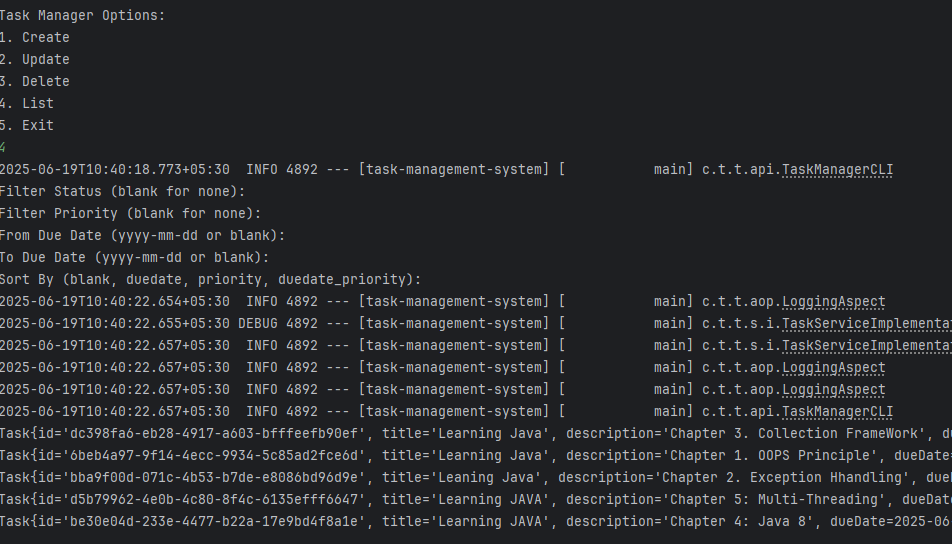 Task Manager Options:
1. Create
2. Update
3. Delete
4. List
5. Exit
4
2025-06-19T10:40:18.773+05:30  INFO 4892 --- [task-management-system] [           main] c.t.t.api.TaskManagerCLI
Filter Status (blank for none):
Filter Priority (blank for none):
From Due Date (yyyy-mm-dd or blank):
To Due Date (yyyy-mm-dd or blank):
Sort By (blank, duedate, priority, duedate_priority):
2025-06-19T10:40:22.654+05:30  INFO 4892 --- [task-management-system] [           main] c.t.t.aop.LoggingAspect
2025-06-19T10:40:22.655+05:30 DEBUG 4892 --- [task-management-system] [           main] c.t.t.s.i.TaskServiceImplementat
2025-06-19T10:40:22.657+05:30  INFO 4892 --- [task-management-system] [           main] c.t.t.s.i.TaskServiceImplementat
2025-06-19T10:40:22.657+05:30  INFO 4892 --- [task-management-system] [           main] c.t.t.aop.LoggingAspect
2025-06-19T10:40:22.657+05:30  INFO 4892 --- [task-management-system] [           main] c.t.t.aop.LoggingAspect
2025-06-19T10:40:22.657+05:30  INFO 4892 --- [task-management-system] [           main] c.t.t.api.TaskManagerCLI
Task{id='dc398fa6-eb28-4917-a603-bfffeefb90ef', title='Learning Java', description='Chapter 3. Collection FrameWork', du
Task{id='6beb4a97-9f14-4ecc-9934-5c85ad2fce6d', title='Learning Java', description='Chapter 1. OOPS Principle', dueDate=
Task{id='bba9f00d-071c-4b53-b7de-e8086bd96d9e', title='Leaning Java', description='Chapter 2. Exception Hhandling', dueD
Task{id='d5b79962-4e0b-4c80-8f4c-6135efff6647', title='Learning JAVA', description='Chapter 5: Multi-Threading', dueDat
Task{id='be30e04d-233e-4477-b22a-17e9bd4f8a1e', title='Learning JAVA', description='Chapter 4: Java 8', dueDate=2025-06